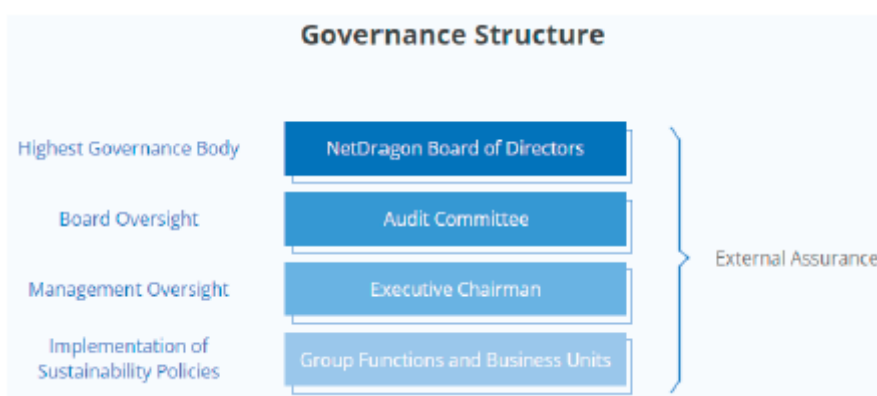 Governance Structure
Highest Governance Body
NetDragon Board of Directors
Board Oversight
Audit Committee
Management Oversight
Executive Chairman
Implementation of
Sustainability Policies
Group Functions and Business Units
External Assurance